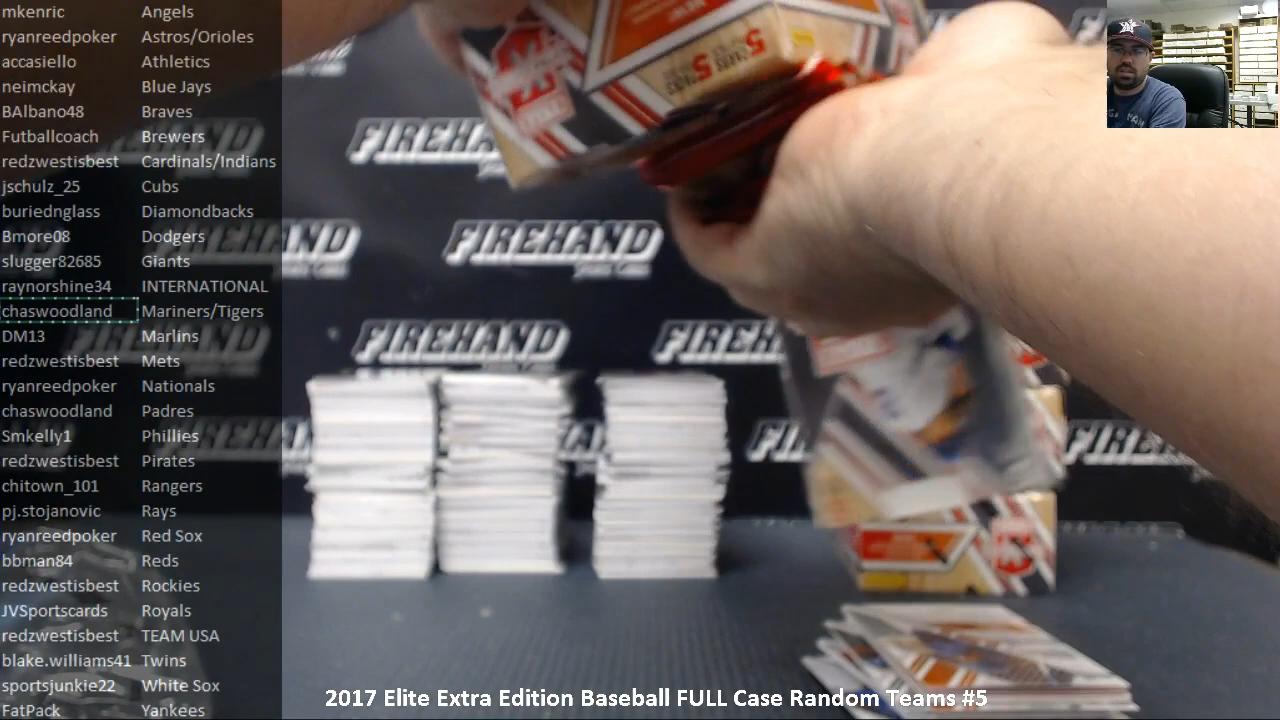 mkenric Angels
ryanreedpoker Astros/Orioles
accasiello Athletics
neimckay Blue Jays
BAlbano48 Braves
Futballcoach Brewers
redzwestisbest Cardinals/Indians
jschulz_25 Cubs
buriednglass Diamondbacks
Bmore08 Dodgers
slugger82685 Giants
raynorshine34 INTERNATIONAL
chaswoodland Mariners/Tigers
DM13 Marlins
redzwestisbest Mets
ryanreedpoker Nationals
chaswoodland Padres
Smkelly1 Phillies
redzwestisbest Pirates
chitown_101 Rangers
pj.stojanovic Rays
ryanreedpoker Red Sox
bbman84 Reds
redzwestisbest Rockies
JVSportscards Royals
redzwestisbest TEAM USA
blake.williams41 Twins
sportsjunkie22 White Sox
FatPack Yankees
FIREHAND
FIREHAND
FIREHAND
FIREHAND
5 5
2017 Elite Extra Edition Baseball FULL Case Random Teams #5